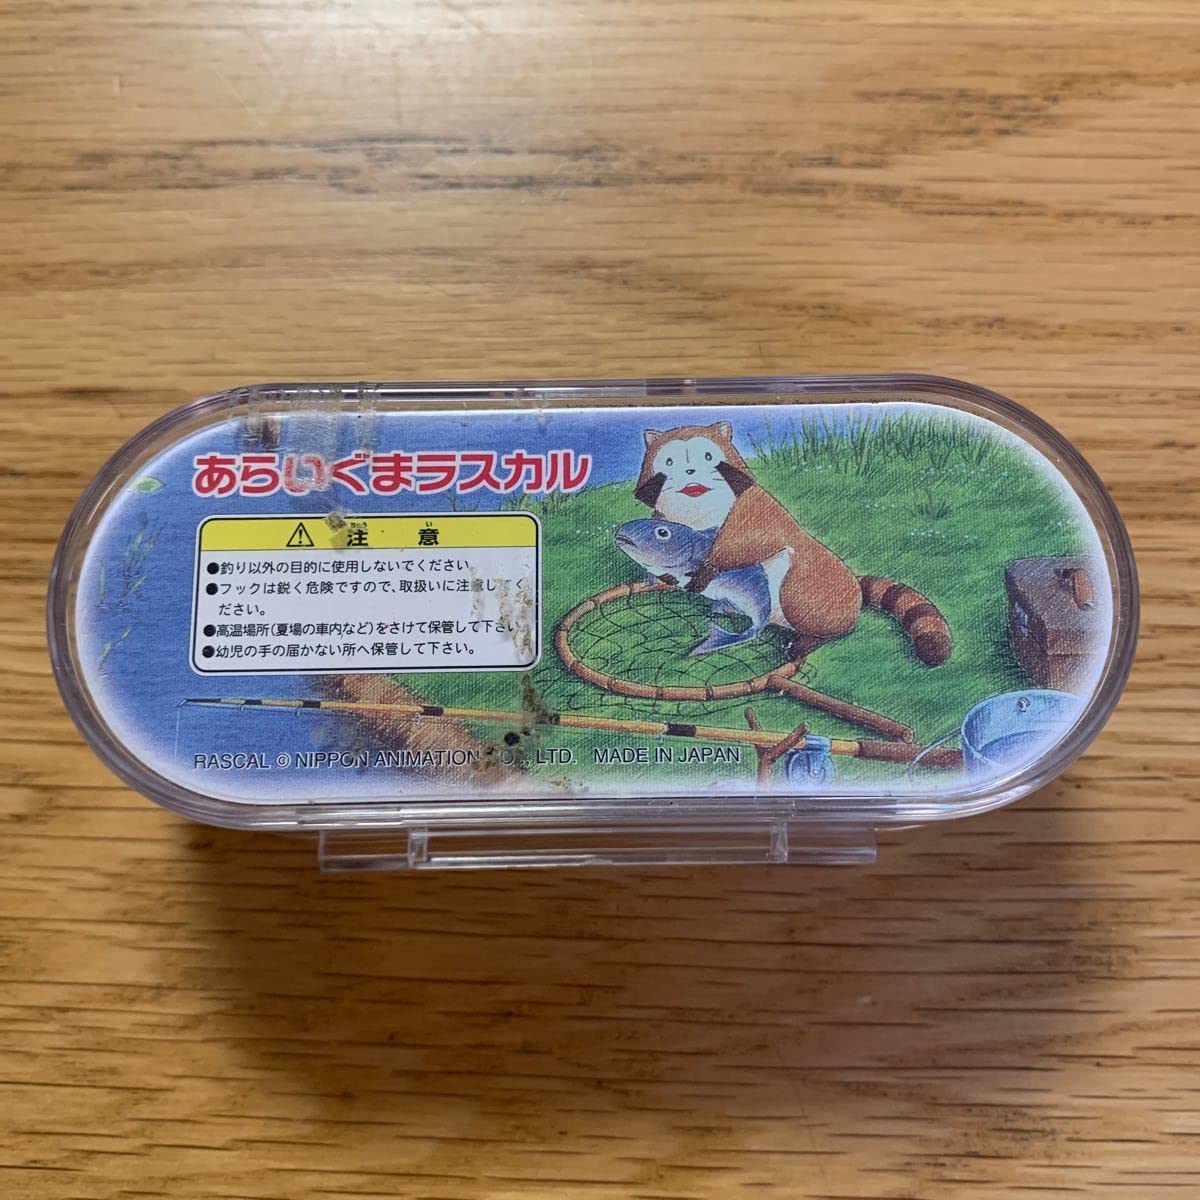 あらいぐまラスカル
ちゅう い
⚠ 注 意
●釣り以外の目的に使用しないでください
●フックは鋭く危険ですので、取扱いに注意してく
ださい。
●高温場所(夏場の車内など)をさけて保管して下さい
●幼児の手の届かない所へ保管して下さい。
RASCAL © NIPPON ANIMATION CO., LTD. MADE IN JAPAN